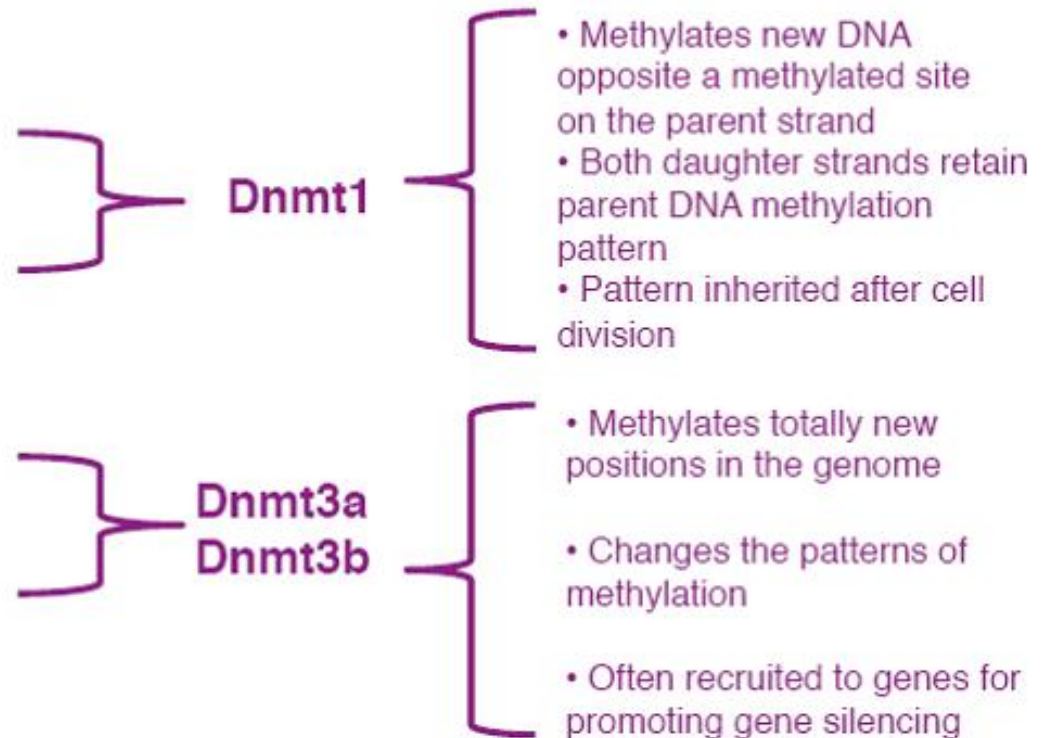 Dnmt1
• Methylates new DNA
opposite a methylated site
on the parent strand
• Both daughter strands retain
parent DNA methylation
pattern
• Pattern inherited after cell
division
Dnmt3a
Dnmt3b
• Methylates totally new
positions in the genome
• Changes the patterns of
methylation
• Often recruited to genes for
promoting gene silencing